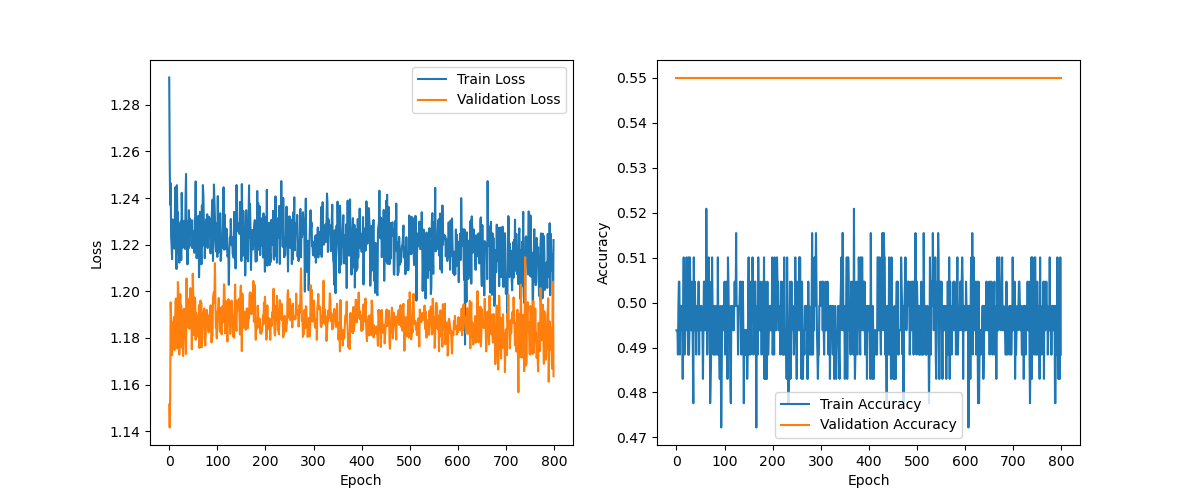 Train Loss
Validation Loss
1.28
1.26
1.24
1.22
1.20
1.18
1.16
1.14
Loss
0 100 200 300 400 500 600 700 800
Epoch
0.55
0.54
0.53
0.52
0.51
0.50
0.49
0.48
0.47
Accuracy
Train Accuracy
Validation Accuracy
0 100 200 300 400 500 600 700 800
Epoch